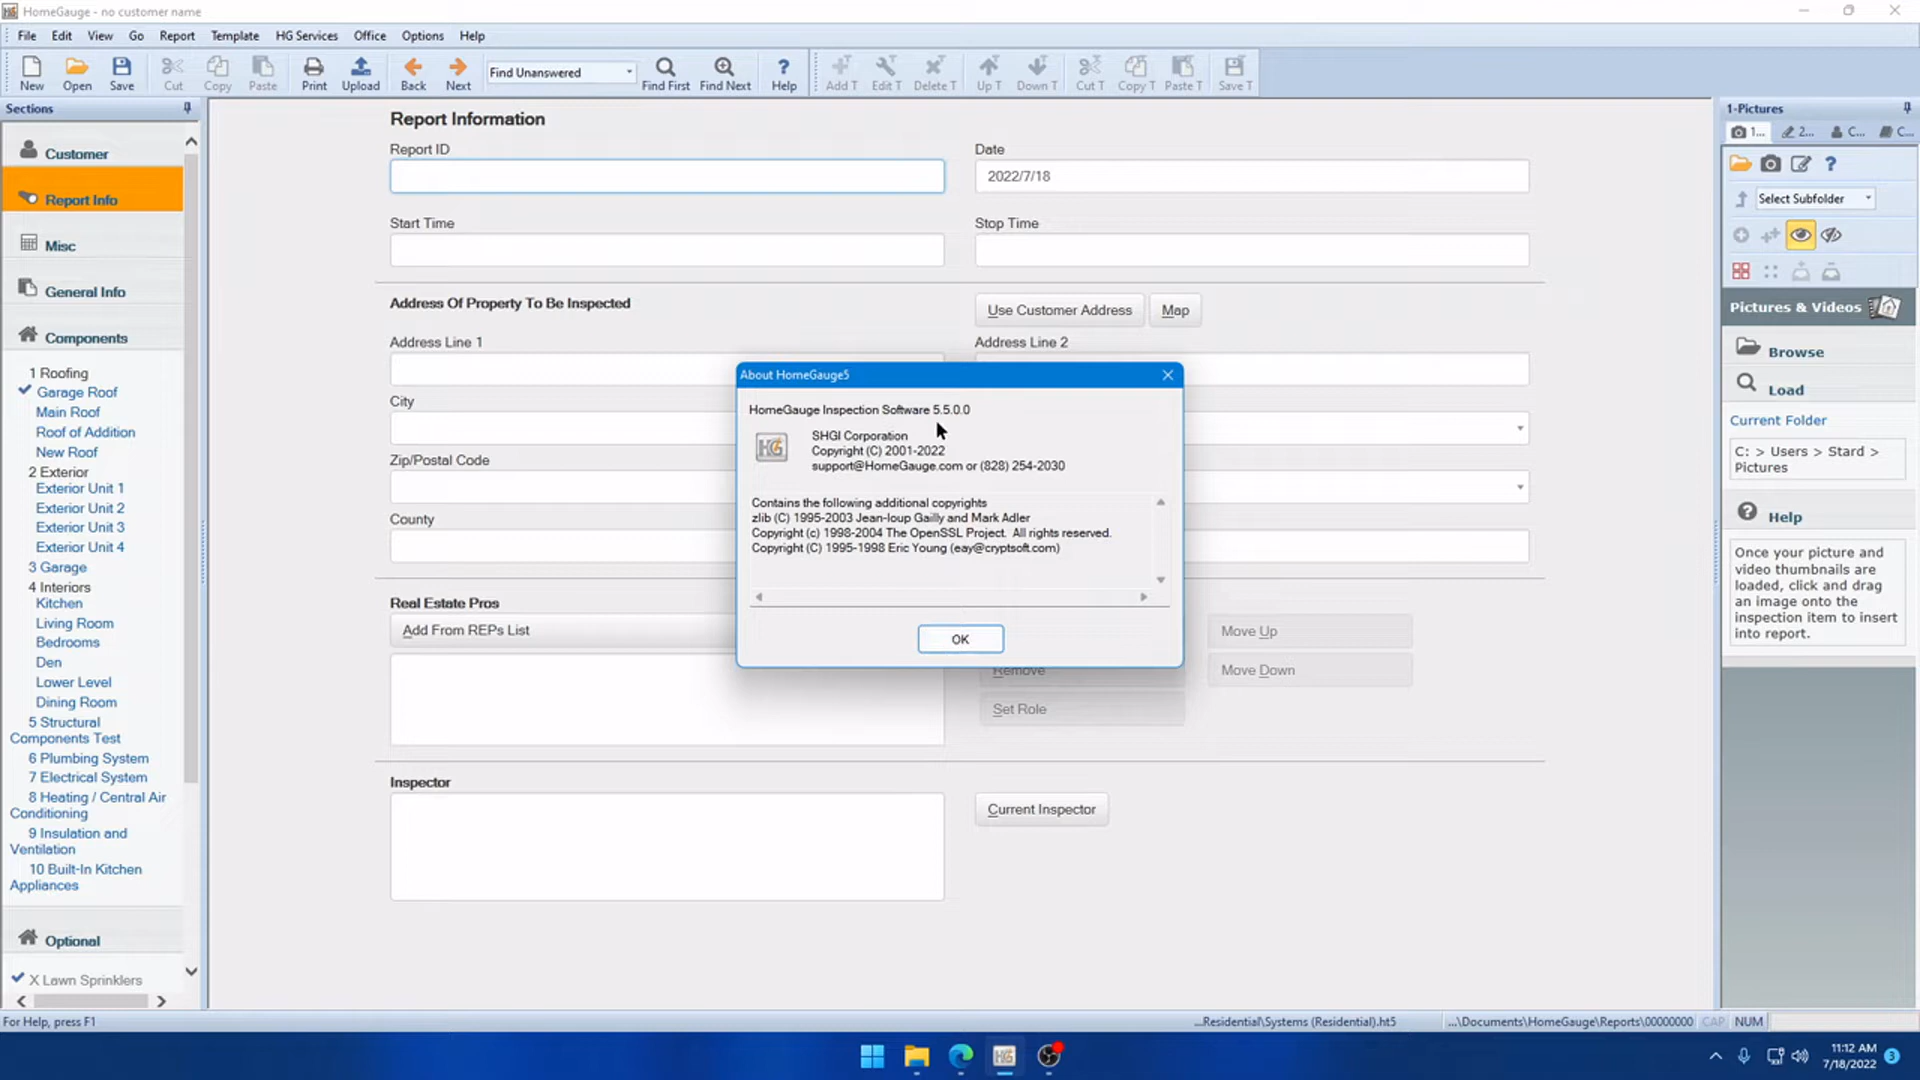 HomeGauge - no customer name
File Edit View Go Report Template HG Services Office Options Help
New Open Save Cut Copy Paste Print Upload Back Next Find Unanswered Find First Find Next Help Add T Edit T Delete T Up T Down T Cut T Copy T Paste T Save T
Sections
Customer
Report Info
Misc
General Info
Components
1 Roofing
Garage Roof
Main Roof
Roof of Addition
New Roof
2 Exterior
Exterior Unit 1
Exterior Unit 2
Exterior Unit 3
Exterior Unit 4
3 Garage
4 Interiors
Kitchen
Living Room
Bedrooms
Den
Lower Level
Dining Room
5 Structural
Components Test
6 Plumbing System
7 Electrical System
8 Heating / Central Air
Conditioning
9 Insulation and
Ventilation
10 Built-In Kitchen
Appliances
Optional
X Lawn Sprinklers
Report Information
Report ID
Date
2022/7/18
Start Time
Stop Time
Address Of Property To Be Inspected
Use Customer Address
Map
Address Line 1
Address Line 2
City
Zip/Postal Code
County
Real Estate Pros
Add From REPs List
Move Up
Remove
Move Down
Set Role
Inspector
Current Inspector
About HomeGauge5
HomeGauge Inspection Software 5.5.0.0
HG
SHGI Corporation
Copyright (C) 2001-2022
support@HomeGauge.com or (828) 254-2030
Contains the following additional copyrights
zlib (C) 1995-2003 Jean-loup Gailly and Mark Adler
Copyright (c) 1998-2004 The OpenSSL Project. All rights reserved.
Copyright (C) 1995-1998 Eric Young (eay@cryptsoft.com)
OK
1-Pictures
1... 2... C... C...
Select Subfolder
Pictures & Videos
Browse
Load
Current Folder
C: > Users > Stard >
Pictures
Help
Once your picture and
video thumbnails are
loaded, click and drag
an image onto the
inspection item to insert
into report.
For Help, press F1
...Residential\Systems (Residential).ht5
...\Documents\HomeGauge\Reports\00000000
CAP NUM
11:12 AM
7/18/2022
3